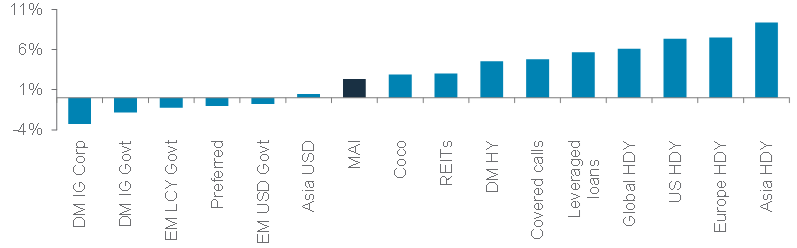 11%
6%
1%
-4%
DM IG Corp
DM IG Govt
EM LCY Govt
Preferred
EM USD Govt
Asia USD
MAI
Coco
REITs
DM HY
Covered calls
Leveraged
loans
Global HDY
US HDY
Europe HDY
Asia HDY